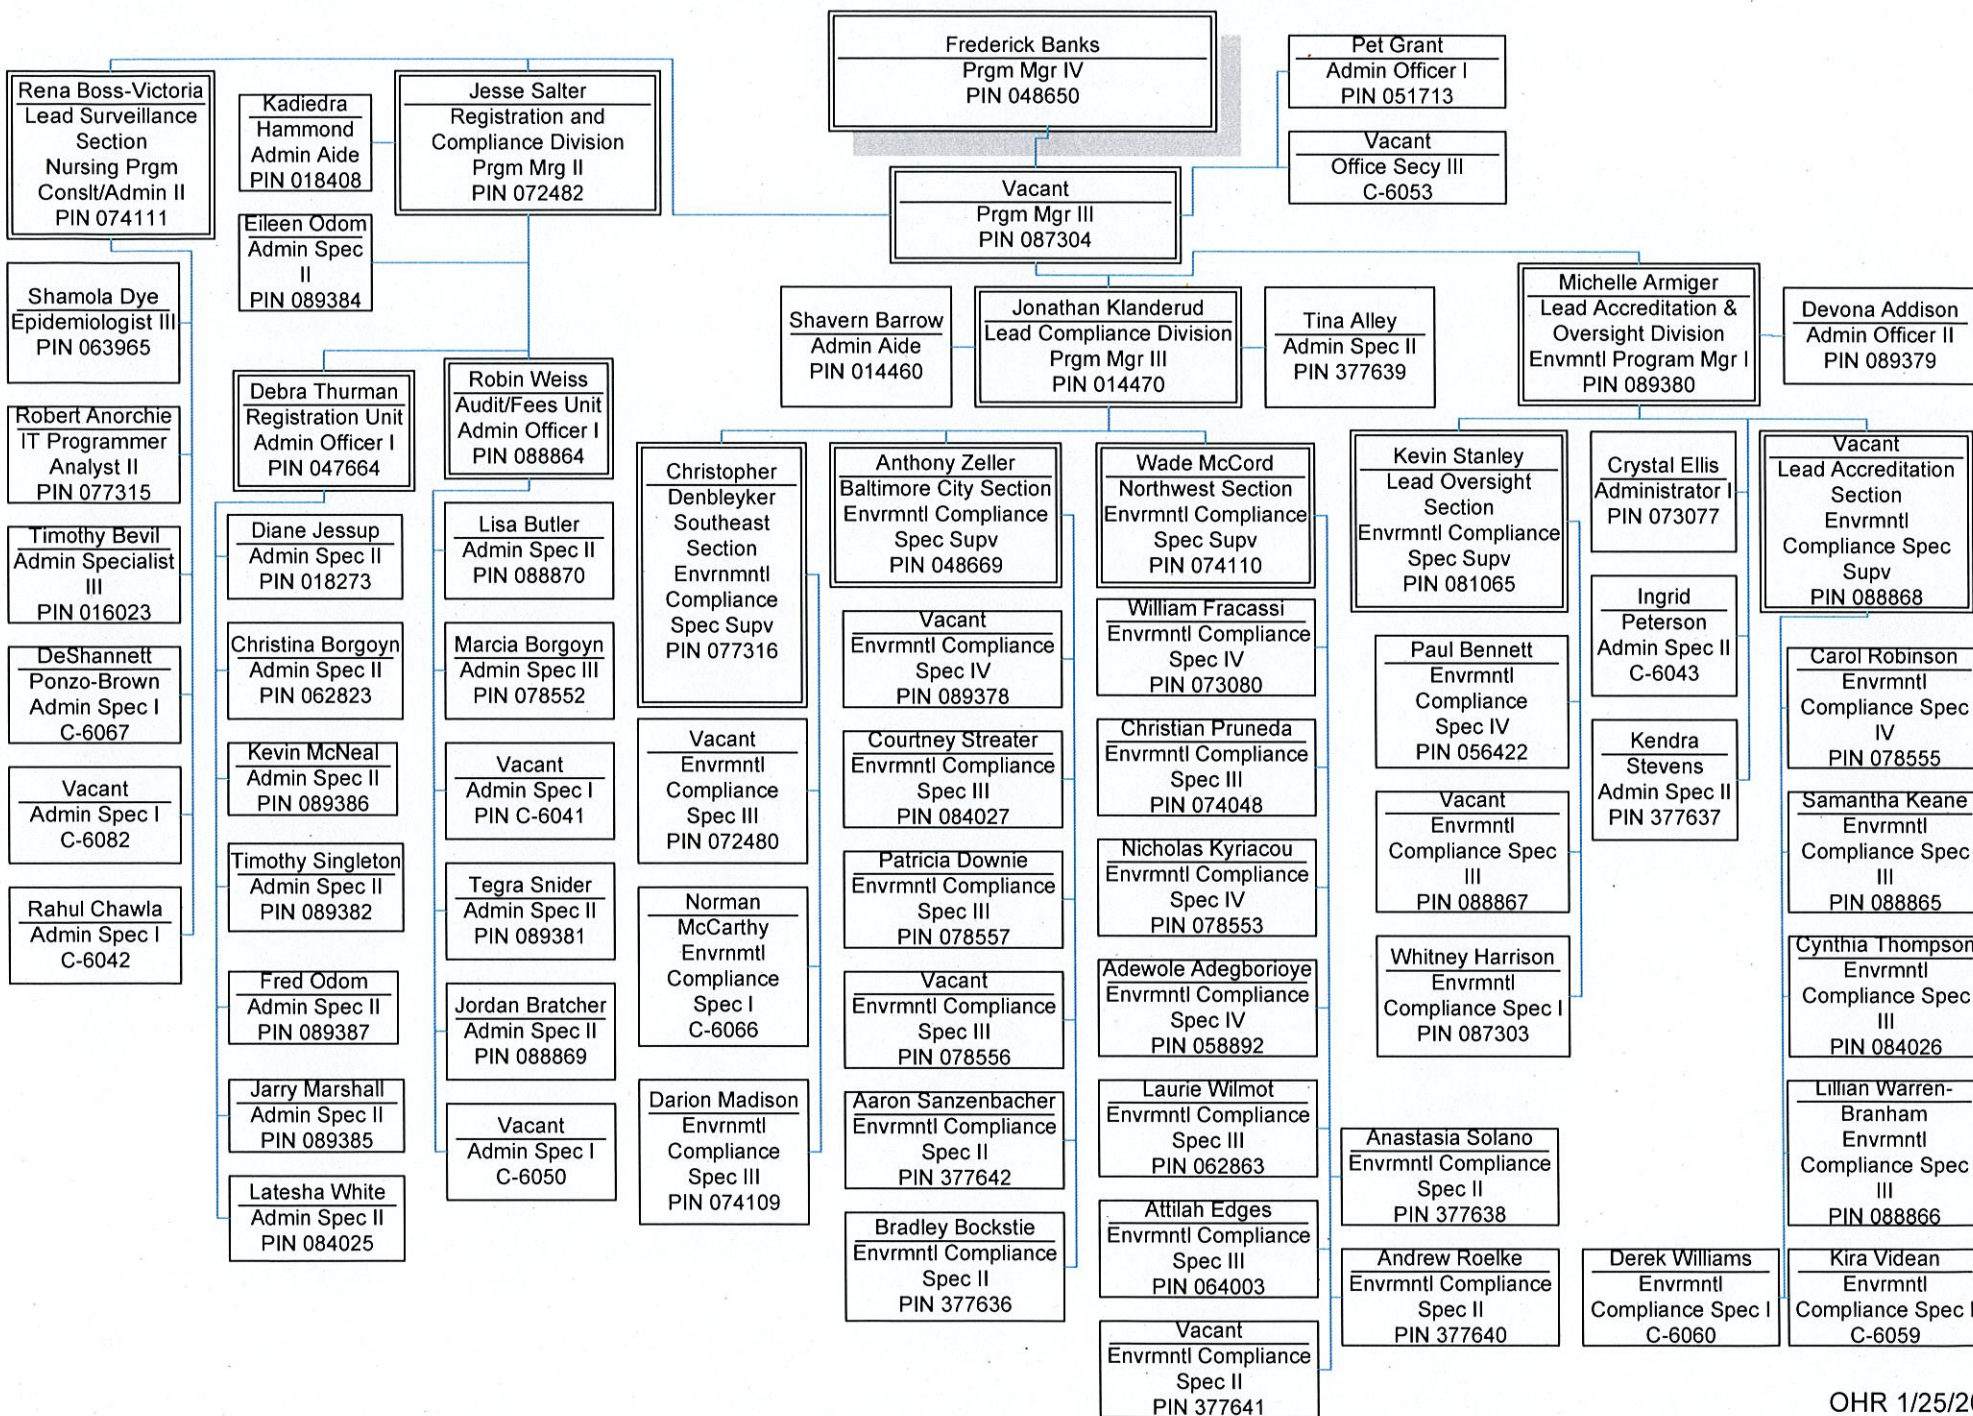 Frederick Banks
Prgm Mgr IV
PIN 048650
Pet Grant
Admin Officer I
PIN 051713
Vacant
Office Secy III
C-6053
Vacant
Prgm Mgr III
PIN 087304
Rena Boss-Victoria
Lead Surveillance
Section
Nursing Prgm
Conslt/Admin II
PIN 074111
Kadiedra
Hammond
Admin Aide
PIN 018408
Jesse Salter
Registration and
Compliance Division
Prgm Mrg II
PIN 072482
Eileen Odom
Admin Spec
II
PIN 089384
Shamola Dye
Epidemiologist III
PIN 063965
Robert Anorchie
IT Programmer
Analyst II
PIN 077315
Timothy Bevil
Admin Specialist
III
PIN 016023
DeShannett
Ponzo-Brown
Admin Spec I
C-6067
Vacant
Admin Spec I
C-6082
Rahul Chawla
Admin Spec I
C-6042
Debra Thurman
Registration Unit
Admin Officer I
PIN 047664
Diane Jessup
Admin Spec II
PIN 018273
Christina Borgoyn
Admin Spec II
PIN 062823
Kevin McNeal
Admin Spec II
PIN 089386
Timothy Singleton
Admin Spec II
PIN 089382
Fred Odom
Admin Spec II
PIN 089387
Jarry Marshall
Admin Spec II
PIN 089385
Latesha White
Admin Spec II
PIN 084025
Robin Weiss
Audit/Fees Unit
Admin Officer I
PIN 088864
Lisa Butler
Admin Spec II
PIN 088870
Marcia Borgoyn
Admin Spec III
PIN 078552
Vacant
Admin Spec I
PIN C-6041
Tegra Snider
Admin Spec II
PIN 089381
Jordan Bratcher
Admin Spec II
PIN 088869
Vacant
Admin Spec I
C-6050
Shavern Barrow
Admin Aide
PIN 014460
Jonathan Klanderud
Lead Compliance Division
Prgm Mgr III
PIN 014470
Tina Alley
Admin Spec II
PIN 377639
Christopher
Denbleyker
Southeast
Section
Envrnmntl
Compliance
Spec Supv
PIN 077316
Vacant
Envrmntl
Compliance
Spec III
PIN 072480
Norman
McCarthy
Envrnmtl
Compliance
Spec I
C-6066
Darion Madison
Envrnmtl
Compliance
Spec III
PIN 074109
Anthony Zeller
Baltimore City Section
Envrmntl Compliance
Spec Supv
PIN 048669
Vacant
Envrmntl Compliance
Spec IV
PIN 089378
Courtney Streater
Envrmntl Compliance
Spec III
PIN 084027
Patricia Downie
Envrmntl Compliance
Spec III
PIN 078557
Vacant
Envrmntl Compliance
Spec III
PIN 078556
Aaron Sanzenbacher
Envrmntl Compliance
Spec II
PIN 377642
Bradley Bockstie
Envrmntl Compliance
Spec II
PIN 377636
Wade McCord
Northwest Section
Envrmntl Compliance
Spec Supv
PIN 074110
William Fracassi
Envrmntl Compliance
Spec IV
PIN 073080
Christian Pruneda
Envrmntl Compliance
Spec III
PIN 074048
Nicholas Kyriacou
Envrmntl Compliance
Spec IV
PIN 078553
Adewole Adegborioye
Envrmntl Compliance
Spec IV
PIN 058892
Laurie Wilmot
Envrmntl Compliance
Spec III
PIN 062863
Attilah Edges
Envrmntl Compliance
Spec III
PIN 064003
Vacant
Envrmntl Compliance
Spec II
PIN 377641
Anastasia Solano
Envrmntl Compliance
Spec II
PIN 377638
Andrew Roelke
Envrmntl Compliance
Spec II
PIN 377640
Michelle Armiger
Lead Accreditation &
Oversight Division
Envmntl Program Mgr I
PIN 089380
Devona Addison
Admin Officer II
PIN 089379
Kevin Stanley
Lead Oversight
Section
Envrmntl Compliance
Spec Supv
PIN 081065
Paul Bennett
Envrmntl
Compliance
Spec IV
PIN 056422
Vacant
Envrmntl
Compliance Spec
III
PIN 088867
Whitney Harrison
Envrmntl
Compliance Spec I
PIN 087303
Crystal Ellis
Administrator I
PIN 073077
Ingrid
Peterson
Admin Spec II
C-6043
Kendra
Stevens
Admin Spec II
PIN 377637
Vacant
Lead Accreditation
Section
Envrmntl
Compliance Spec
Supv
PIN 088868
Carol Robinson
Envrmntl
Compliance Spec
IV
PIN 078555
Samantha Keane
Envrmntl
Compliance Spec
III
PIN 088865
Cynthia Thompson
Envrmntl
Compliance Spec
III
PIN 084026
Lillian Warren-
Branham
Envrmntl
Compliance Spec
III
PIN 088866
Derek Williams
Envrmntl
Compliance Spec I
C-6060
Kira Videan
Envrmntl
Compliance Spec I
C-6059
OHR 1/25/20